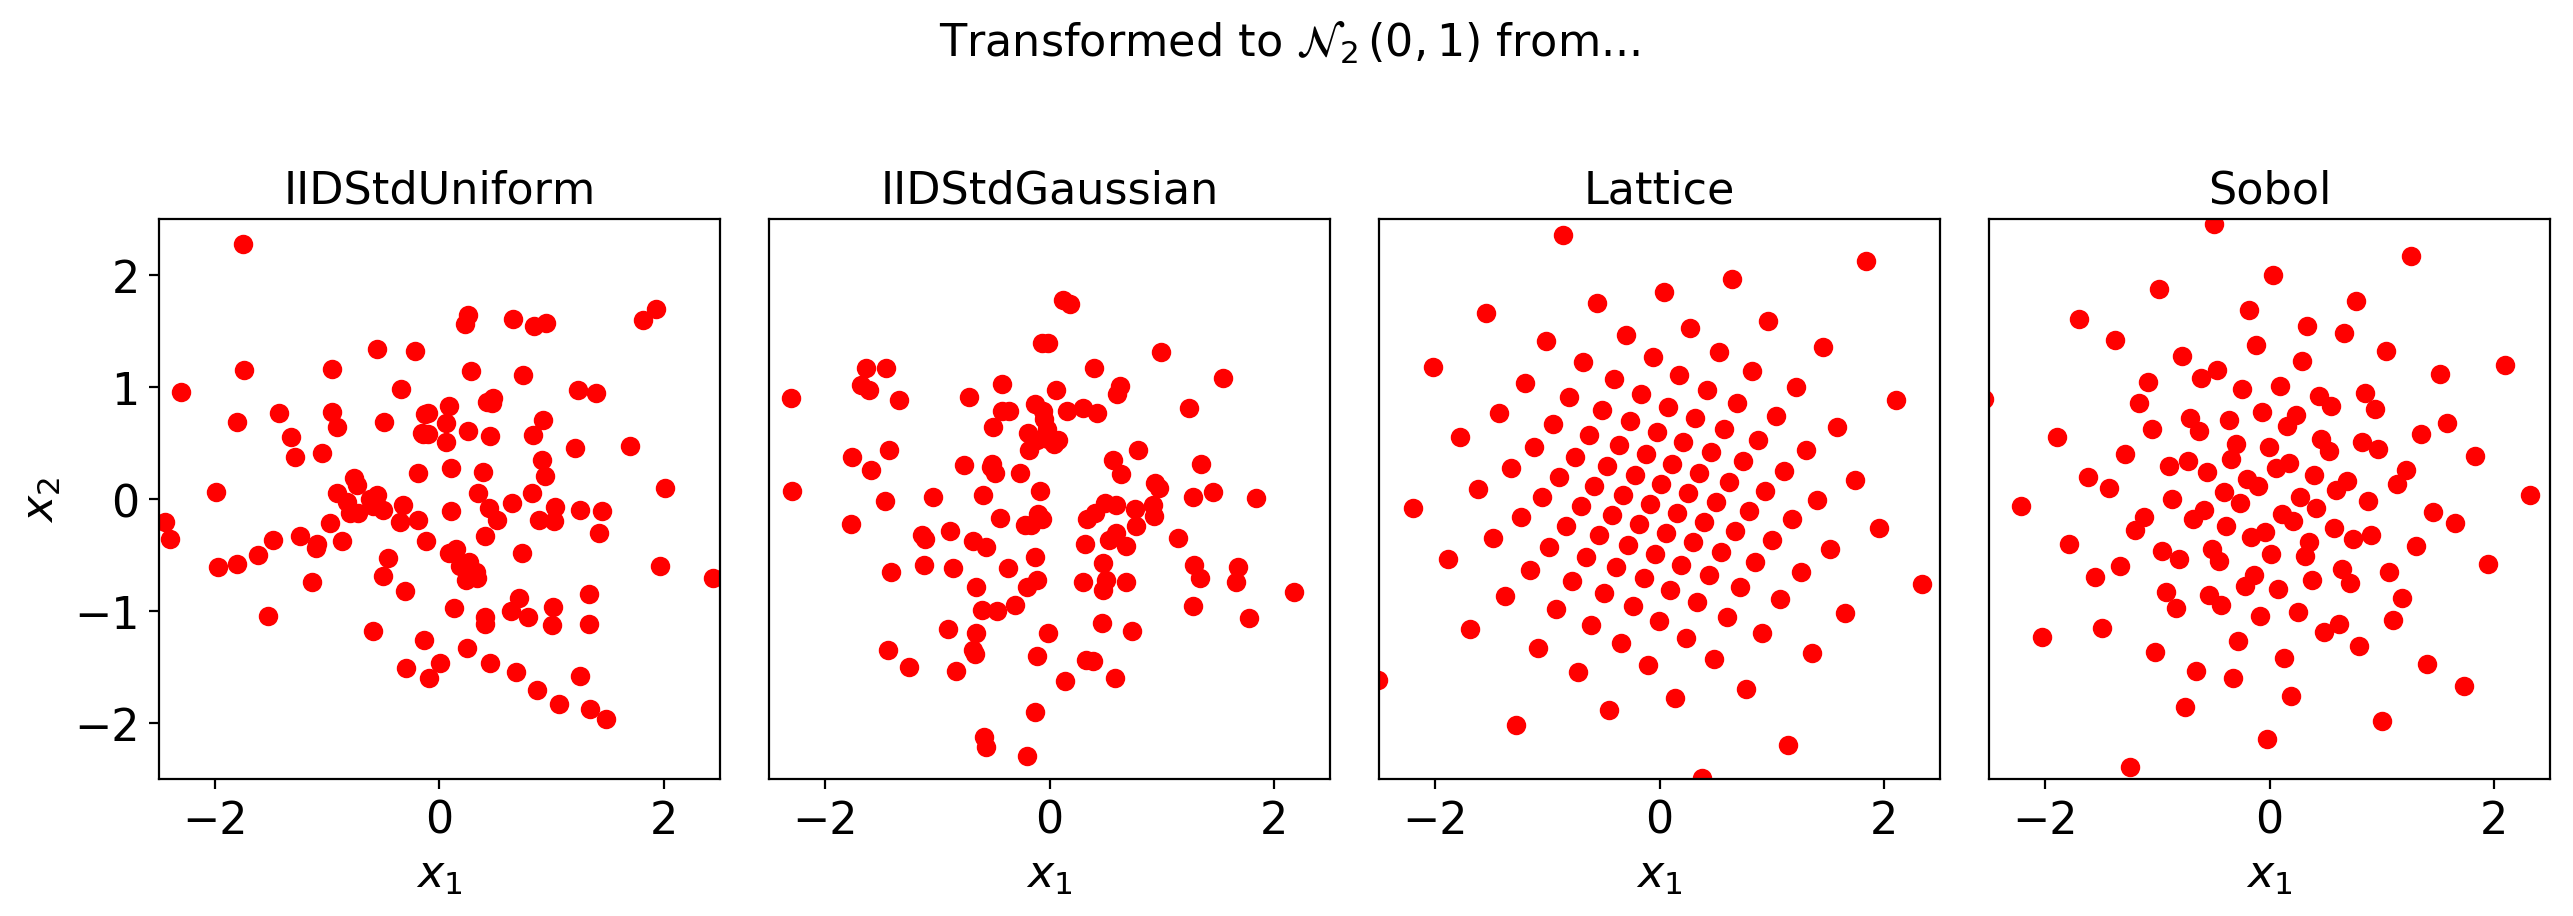 Transformed to 𝒩₂ (0, 1) from...
IIDStdUniform
IIDStdGaussian
Lattice
Sobol
x₂
2
1
0
−1
−2
−2 0 2
−2 0 2
−2 0 2
−2 0 2
x₁
x₁
x₁
x₁